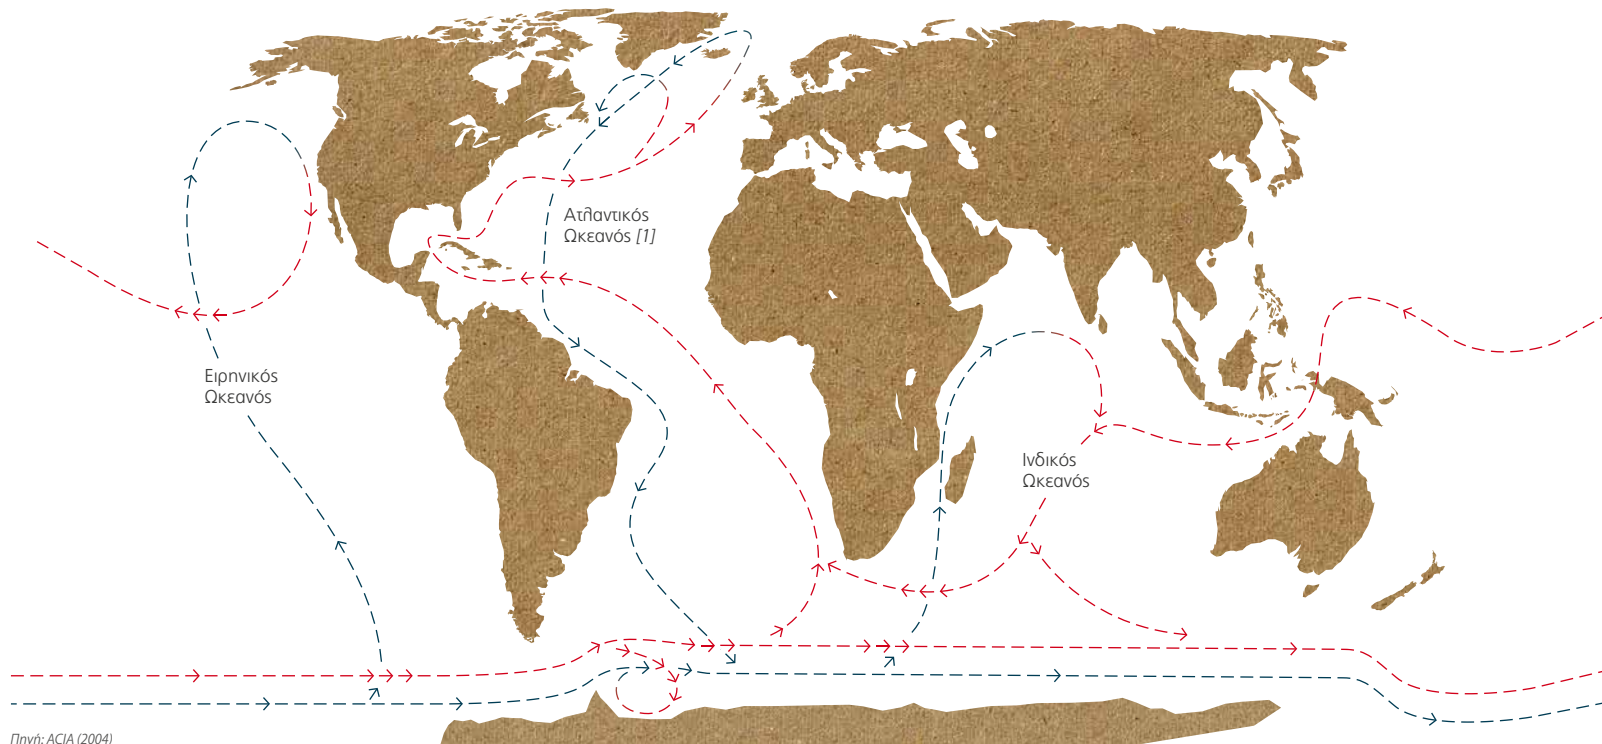 Ατλαντικός
Ωκεανός [1]
Ειρηνικός
Ωκεανός
Ινδικός
Ωκεανός
Πηγή: ACIA (2004)